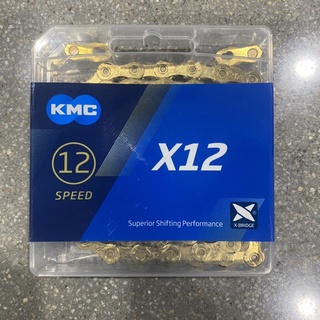 KMC
12
SPEED
X12
Superior Shifting Performance
X-BRIDGE